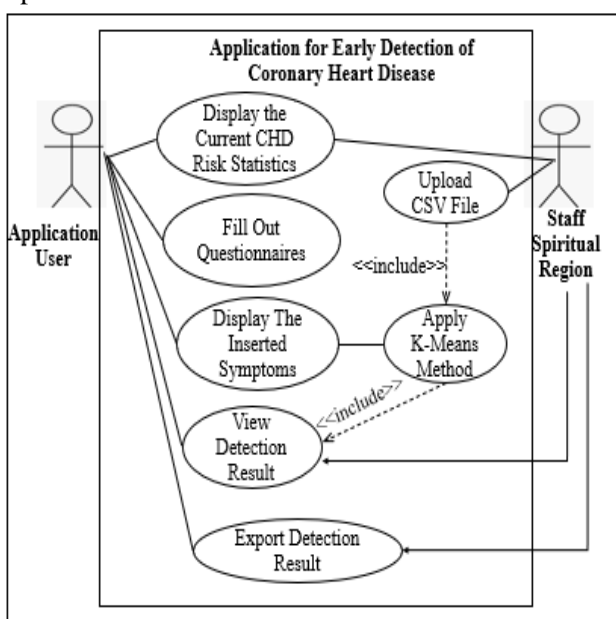 Application for Early Detection of
Coronary Heart Disease
Display the
Current CHD
Risk Statistics
Upload
CSV File
Application
User
Staff
Spiritual
Region
Fill Out
Questionnaires
<<include>>
Display The
Inserted
Symptoms
Apply
K-Means
Method
<<include>>
View
Detection
Result
Export Detection
Result